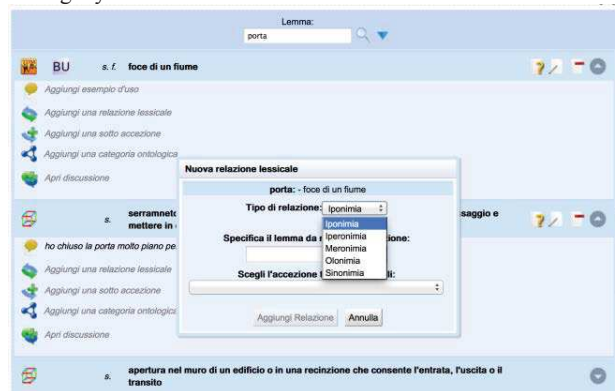 Lemma:
porta
BU s. f. foce di un fiume
Aggiungi esempio d'uso
Aggiungi una relazione lessicale
Aggiungi una sotto accezione
Aggiungi una categoria ontologica
Apri discussione
Nuova relazione lessicale
porta: - foce di un fiume
Tipo di relazione: Iponimia
Iponimia
Iperonimia
Meronimia
Olonimia
Sinonimia
Specifica il lemma da ione:
Scegli l'accezione li:
Aggiungi Relazione Annulla
s. serramneto saggio e
mettere in
ho chiuso la porta molto piano pe
Aggiungi una relazione lessicale
Aggiungi una sotto accezione
Aggiungi una categoria ontologica
Apri discussione
s. apertura nel muro di un edificio o in una recinzione che consente l'entrata, l'uscita o il
transito